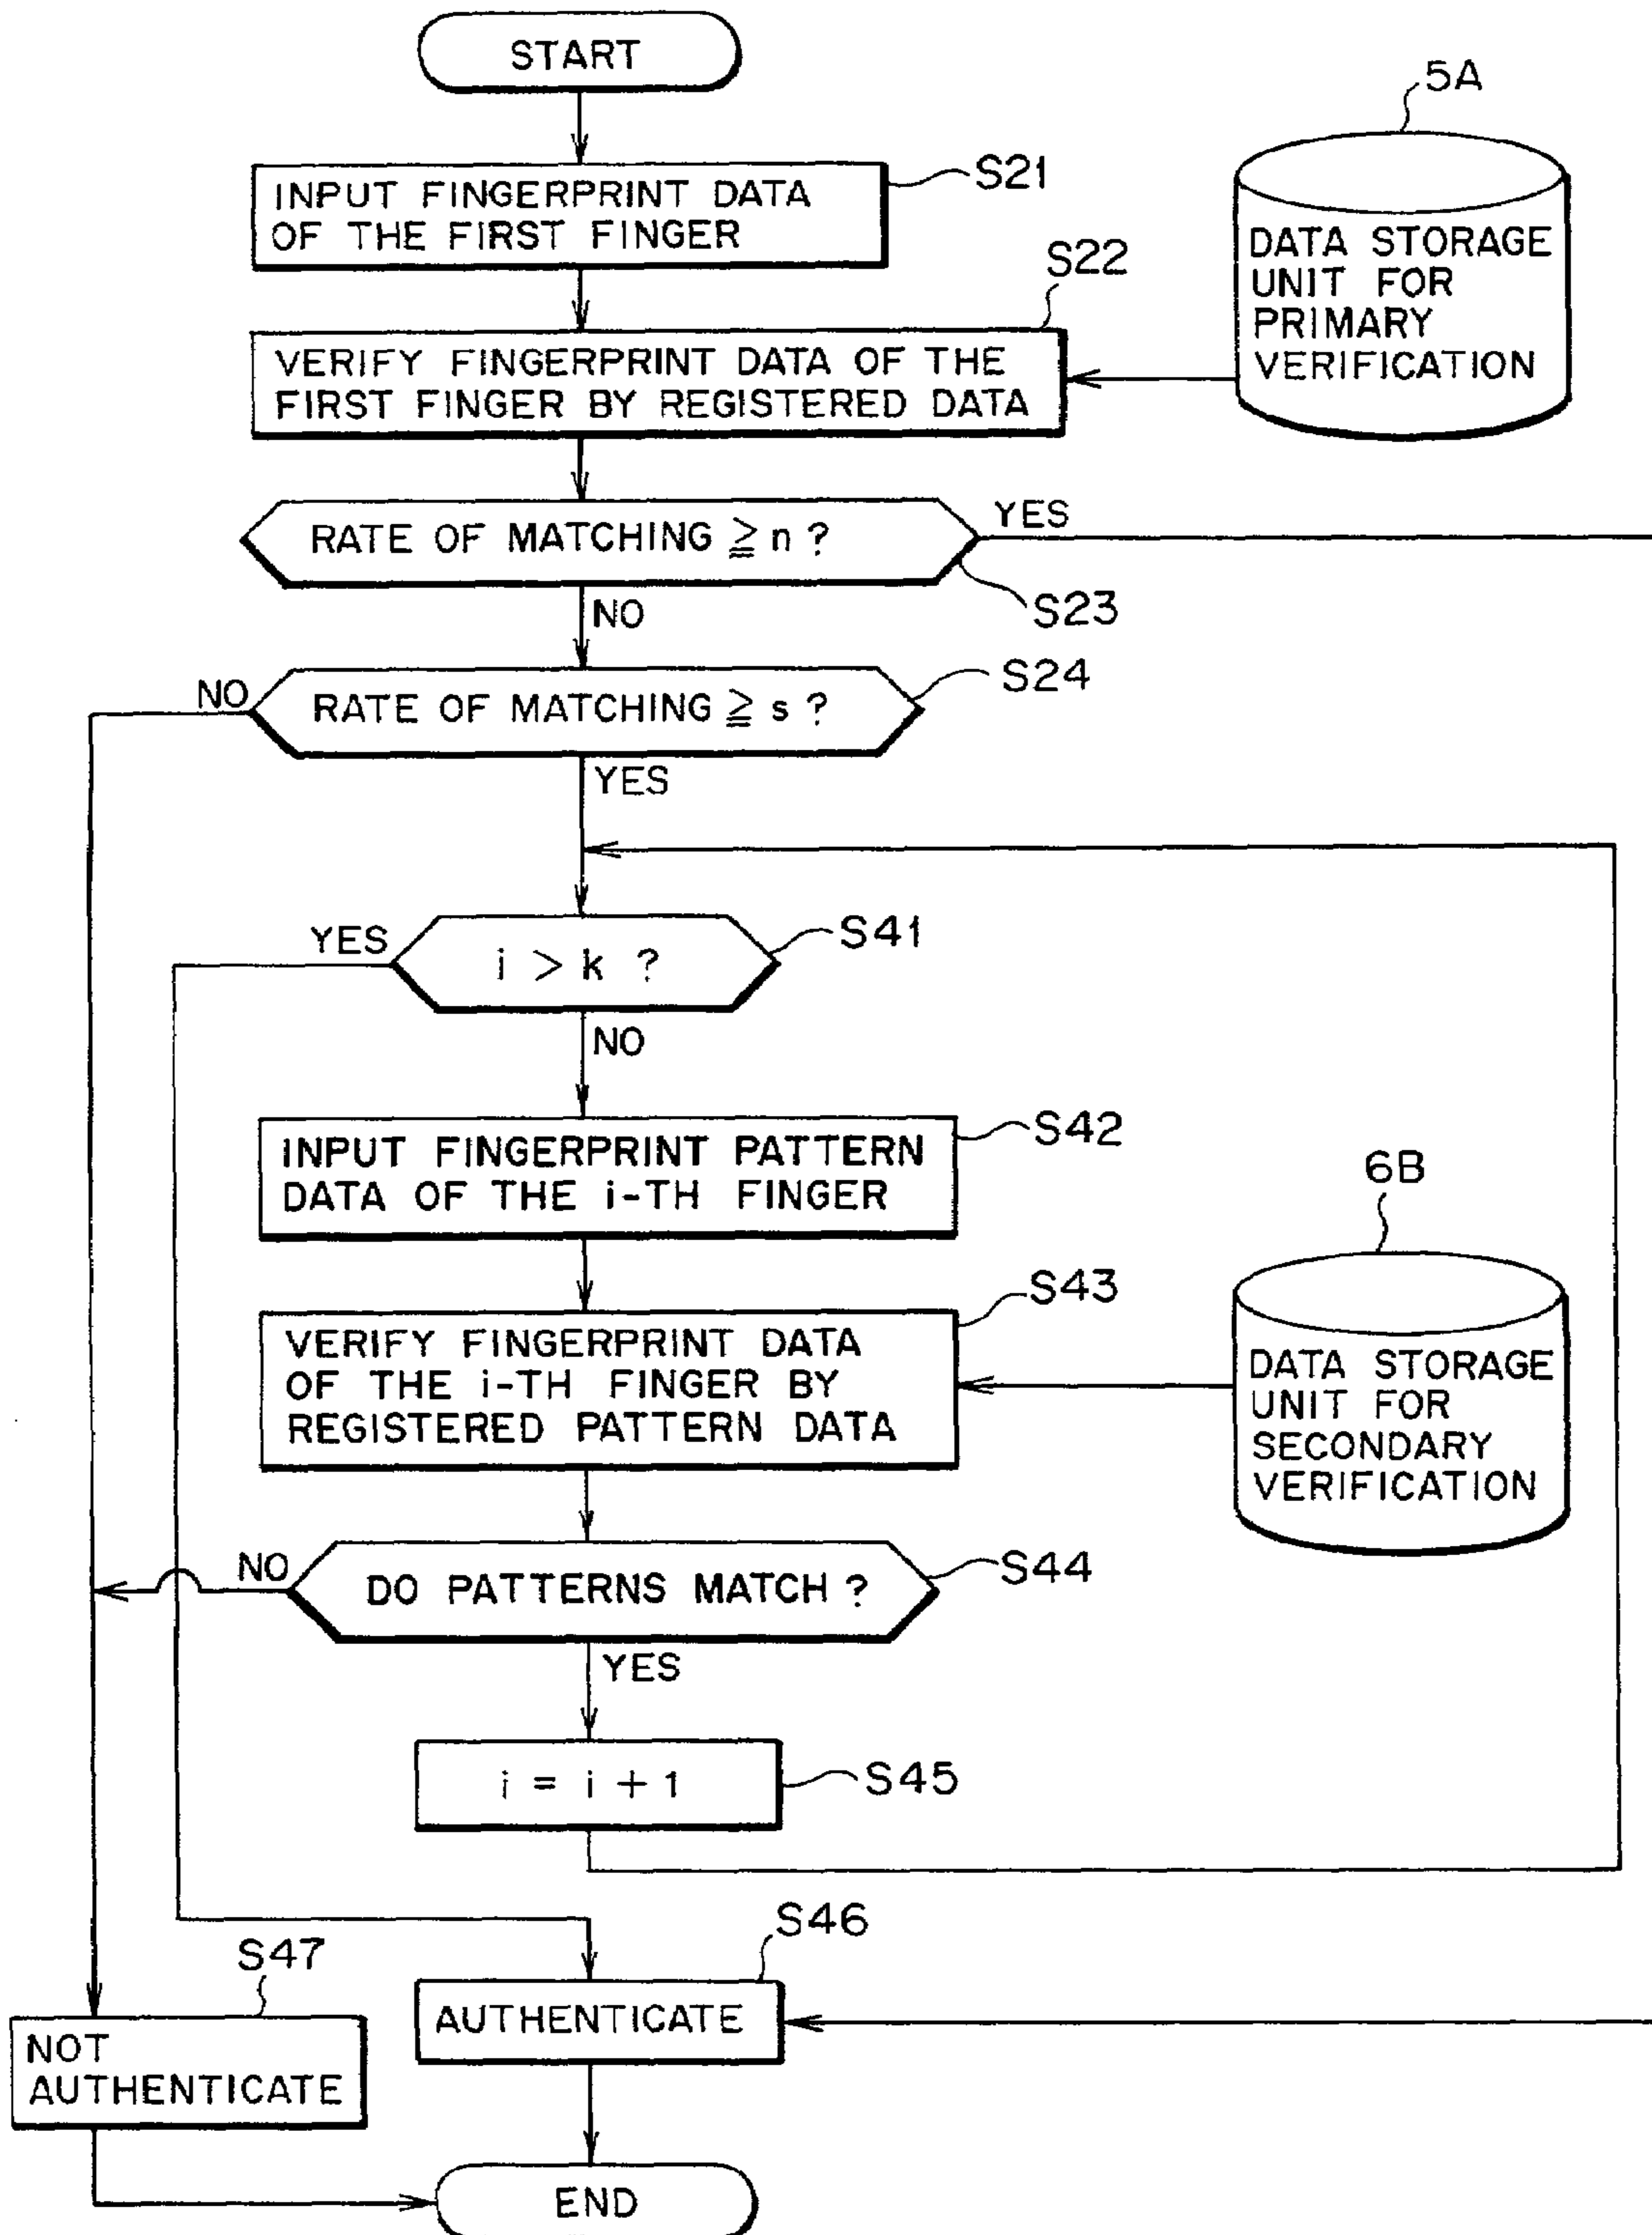 START
5A
INPUT FINGERPRINT DATA
OF THE FIRST FINGER
S21
DATA STORAGE
UNIT FOR
PRIMARY
VERIFICATION
S22
VERIFY FINGERPRINT DATA OF THE
FIRST FINGER BY REGISTERED DATA
RATE OF MATCHING ≧ n ?
YES
S23
NO
RATE OF MATCHING ≧ s ?
NO
S24
YES
i > k ?
YES
S41
NO
INPUT FINGERPRINT PATTERN
DATA OF THE i-TH FINGER
S42
6B
VERIFY FINGERPRINT DATA
OF THE i-TH FINGER BY
REGISTERED PATTERN DATA
S43
DATA STORAGE
UNIT FOR
SECONDARY
VERIFICATION
NO
DO PATTERNS MATCH ?
S44
YES
i = i + 1
S45
S46
S47
AUTHENTICATE
NOT
AUTHENTICATE
END